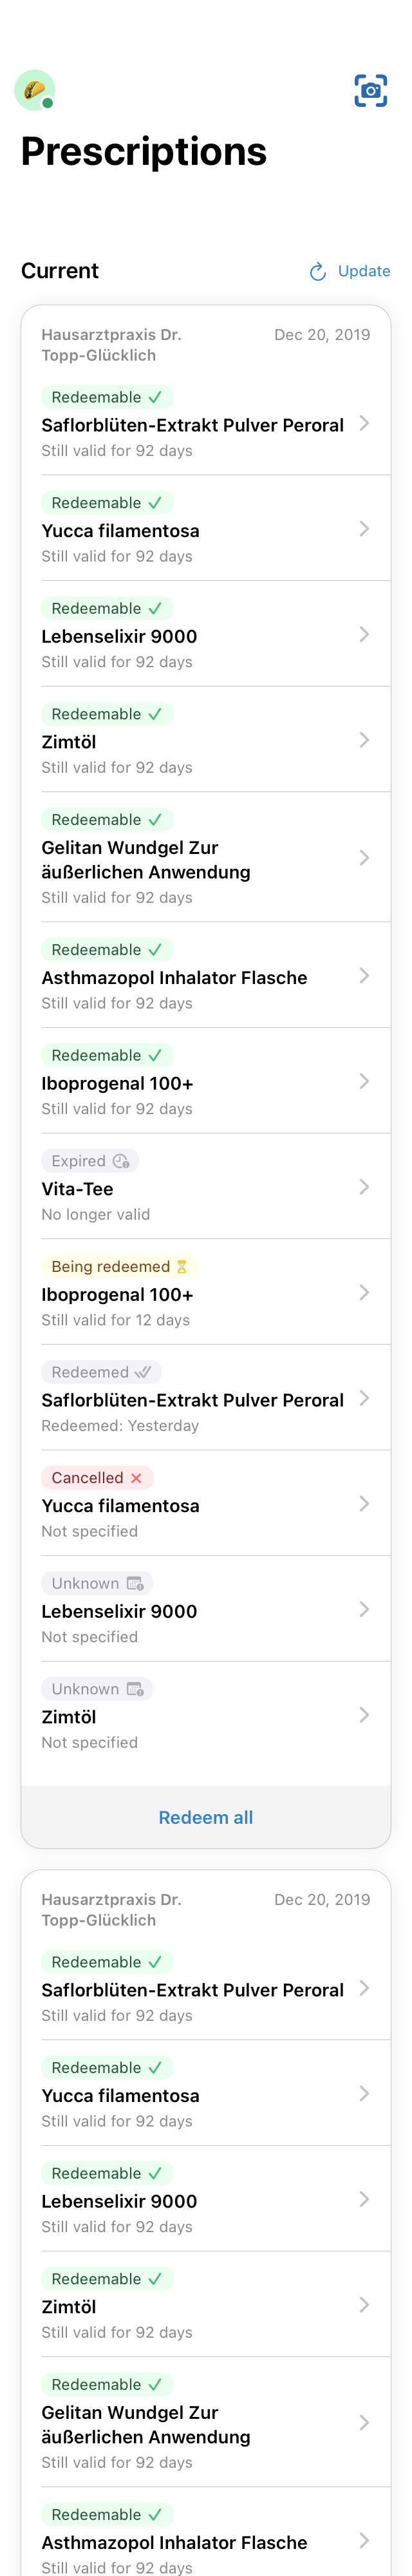 Prescriptions
Current
Update
Hausarztpraxis Dr.
Topp-Glücklich
Dec 20, 2019
Redeemable
Saflorblüten-Extrakt Pulver Peroral
Still valid for 92 days
Redeemable
Yucca filamentosa
Still valid for 92 days
Redeemable
Lebenselixir 9000
Still valid for 92 days
Redeemable
Zimtöl
Still valid for 92 days
Redeemable
Gelitan Wundgel Zur
äußerlichen Anwendung
Still valid for 92 days
Redeemable
Asthmazopol Inhalator Flasche
Still valid for 92 days
Redeemable
Iboprogenal 100+
Still valid for 92 days
Expired
Vita-Tee
No longer valid
Being redeemed
Iboprogenal 100+
Still valid for 12 days
Redeemed
Saflorblüten-Extrakt Pulver Peroral
Redeemed: Yesterday
Cancelled
Yucca filamentosa
Not specified
Unknown
Lebenselixir 9000
Not specified
Unknown
Zimtöl
Not specified
Redeem all
Hausarztpraxis Dr.
Topp-Glücklich
Dec 20, 2019
Redeemable
Saflorblüten-Extrakt Pulver Peroral
Still valid for 92 days
Redeemable
Yucca filamentosa
Still valid for 92 days
Redeemable
Lebenselixir 9000
Still valid for 92 days
Redeemable
Zimtöl
Still valid for 92 days
Redeemable
Gelitan Wundgel Zur
äußerlichen Anwendung
Still valid for 92 days
Redeemable
Asthmazopol Inhalator Flasche
Still valid for 92 days